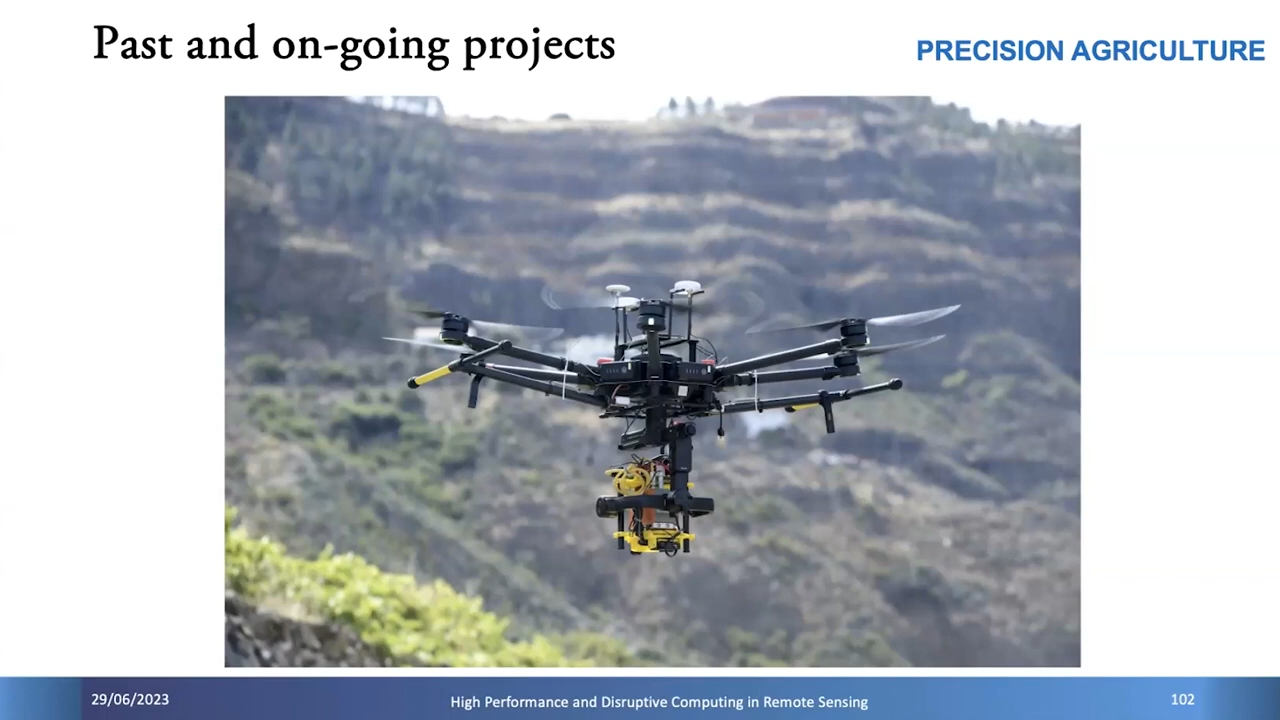 Past and on-going projects
PRECISION AGRICULTURE
29/06/2023
High Performance and Disruptive Computing in Remote Sensing
102